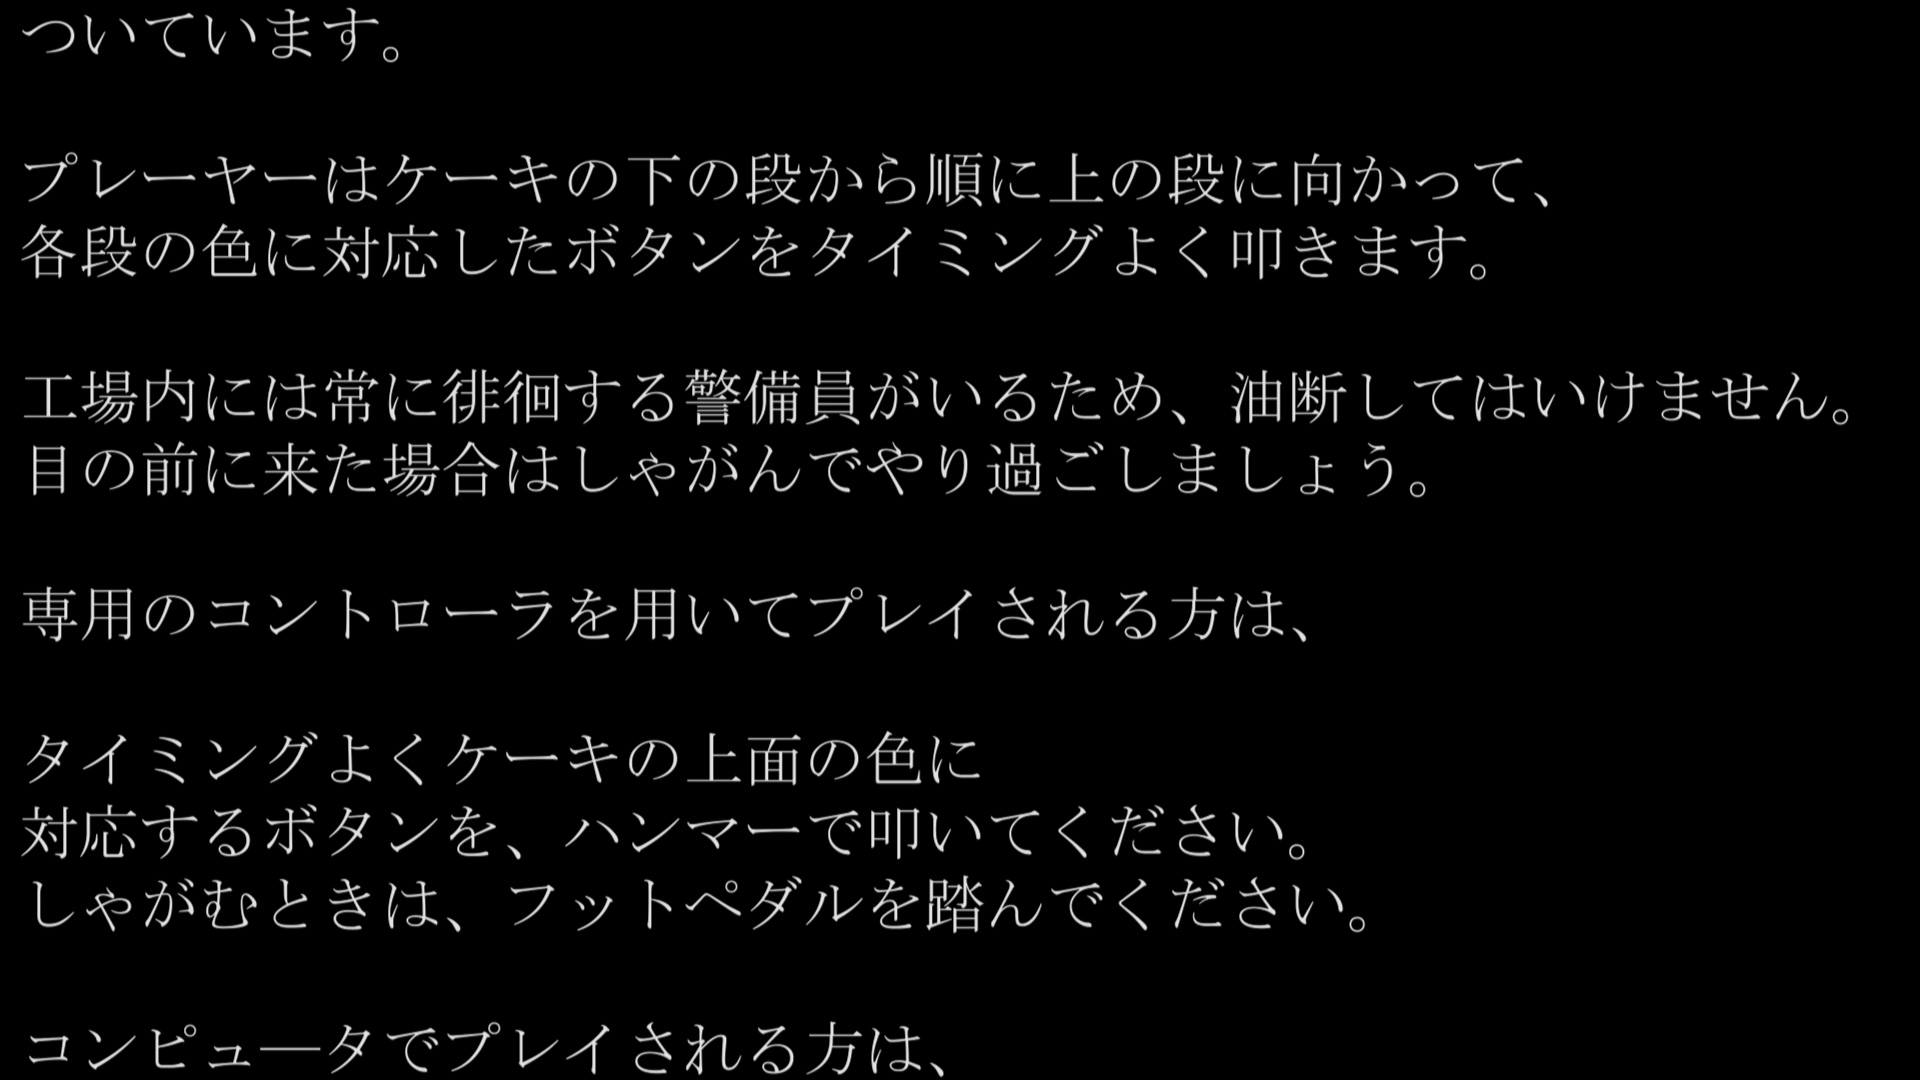 ついています。
プレーヤーはケーキの下の段から順に上の段に向かって、
各段の色に対応したボタンをタイミングよく叩きます。
工場内には常に徘徊する警備員がいるため、油断してはいけません。
目の前に来た場合はしゃがんでやり過ごしましょう。
専用のコントローラを用いてプレイされる方は、
タイミングよくケーキの上面の色に
対応するボタンを、ハンマーで叩いてください。
しゃがむときは、フットペダルを踏んでください。
コンピュ―タでプレイされる方は、